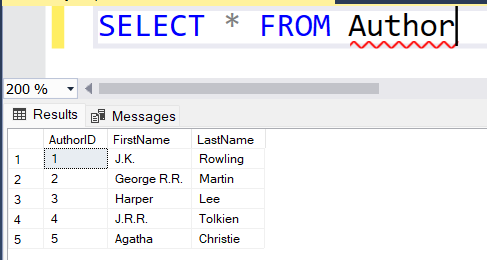 SELECT * FROM Author
200 %
Results Messages
AuthorID FirstName LastName
1 1 J.K. Rowling
2 2 George R.R. Martin
3 3 Harper Lee
4 4 J.R.R. Tolkien
5 5 Agatha Christie